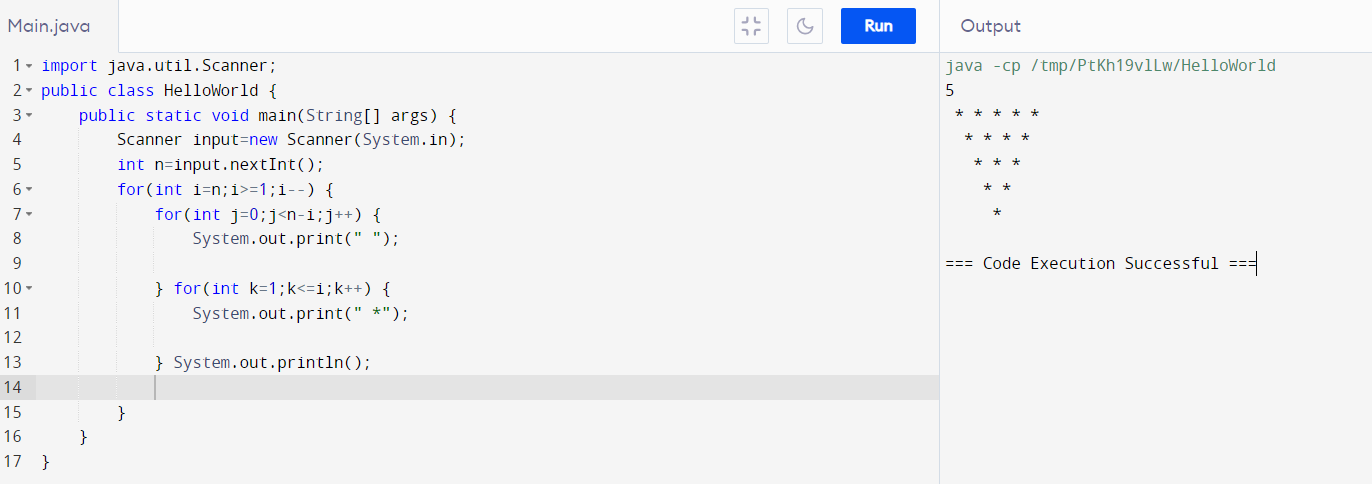 Main.java
Run
Output
1 import java.util.Scanner;
2 public class HelloWorld {
3     public static void main(String[] args) {
4         Scanner input=new Scanner(System.in);
5         int n=input.nextInt();
6         for(int i=n;i>=1;i--) {
7             for(int j=0;j<n-i;j++) {
8                 System.out.print(" ");
9
10             } for(int k=1;k<=i;k++) {
11                 System.out.print(" *");
12
13             } System.out.println();
14
15         }
16     }
17 }
java -cp /tmp/PtKh19vlLw/HelloWorld
5
 * * * * *
  * * * *
   * * *
    * *
     *
=== Code Execution Successful ===